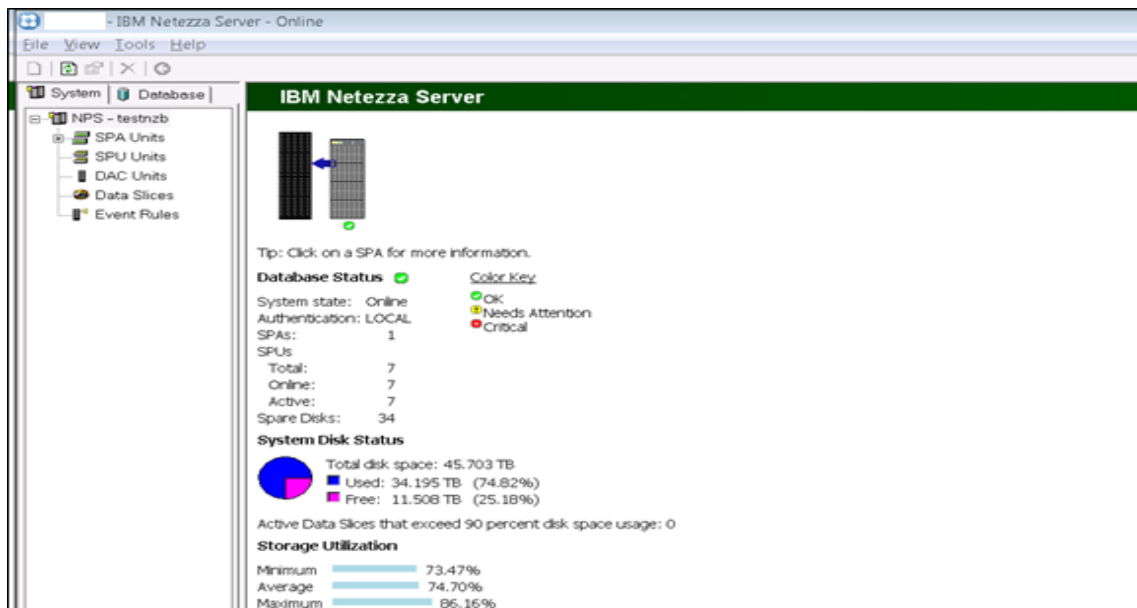 - IBM Netezza Server - Online
File View Tools Help
System Database
IBM Netezza Server
NPS - testnzb
SPA Units
SPU Units
DAC Units
Data Slices
Event Rules
Tip: Click on a SPA for more information.
Database Status Color Key
System state: Online OK
Authentication: LOCAL Needs Attention
SPAs: 1 Critical
SPUs
Total: 7
Online: 7
Active: 7
Spare Disks: 34
System Disk Status
Total disk space: 45.703 TB
Used: 34.195 TB (74.82%)
Free: 11.508 TB (25.18%)
Active Data Slices that exceed 90 percent disk space usage: 0
Storage Utilization
Minimum 73.47%
Average 74.70%
Maximum 86.16%